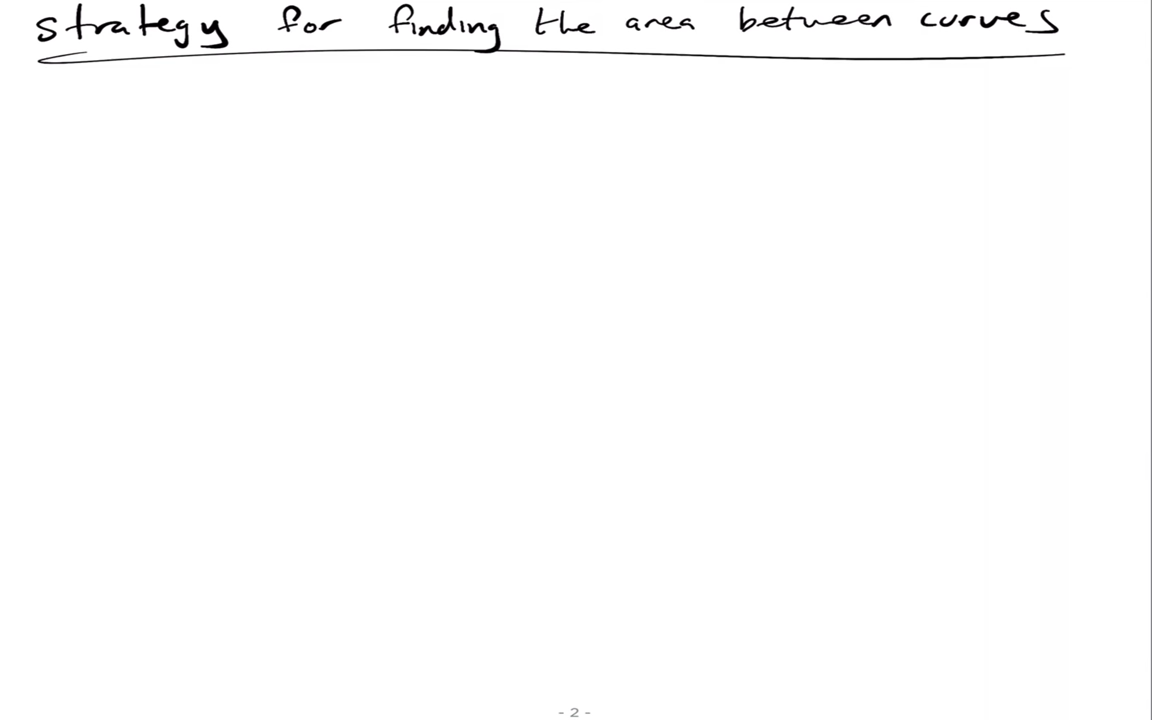 strategy for finding the area between curves
- 2 -